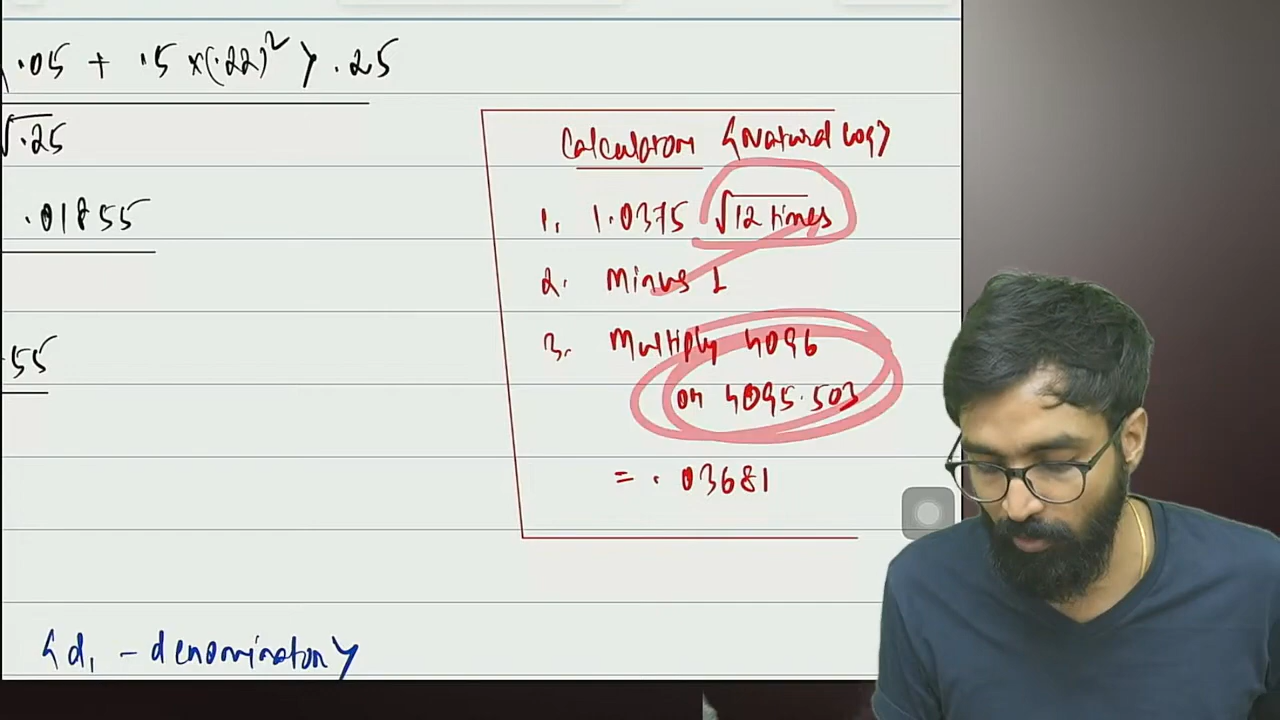 .05 + .5 x (.22)² } .25
√.25
.01855
55
Calculator {Natural Log}
1. 1.0375 √12 times
2. Minus 1
3. Multiply 4096
or 4095.503
= .03681
{d₁ - denominator}